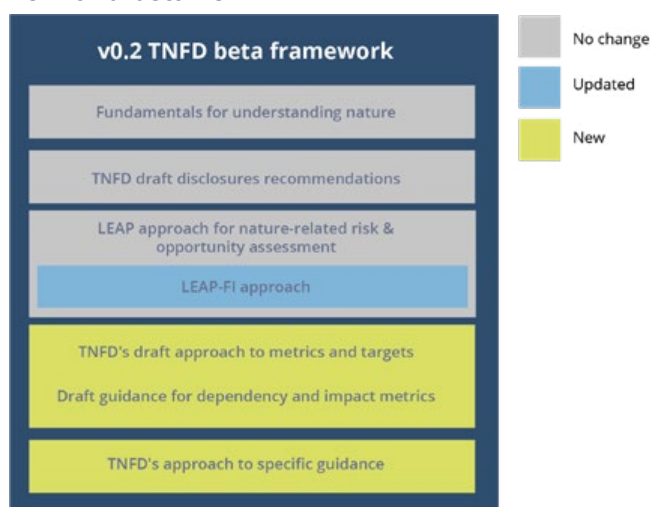 v0.2 TNFD beta framework
Fundamentals for understanding nature
TNFD draft disclosures recommendations
LEAP approach for nature-related risk &
opportunity assessment
LEAP-FI approach
TNFD's draft approach to metrics and targets
Draft guidance for dependency and impact metrics
TNFD's approach to specific guidance
No change
Updated
New